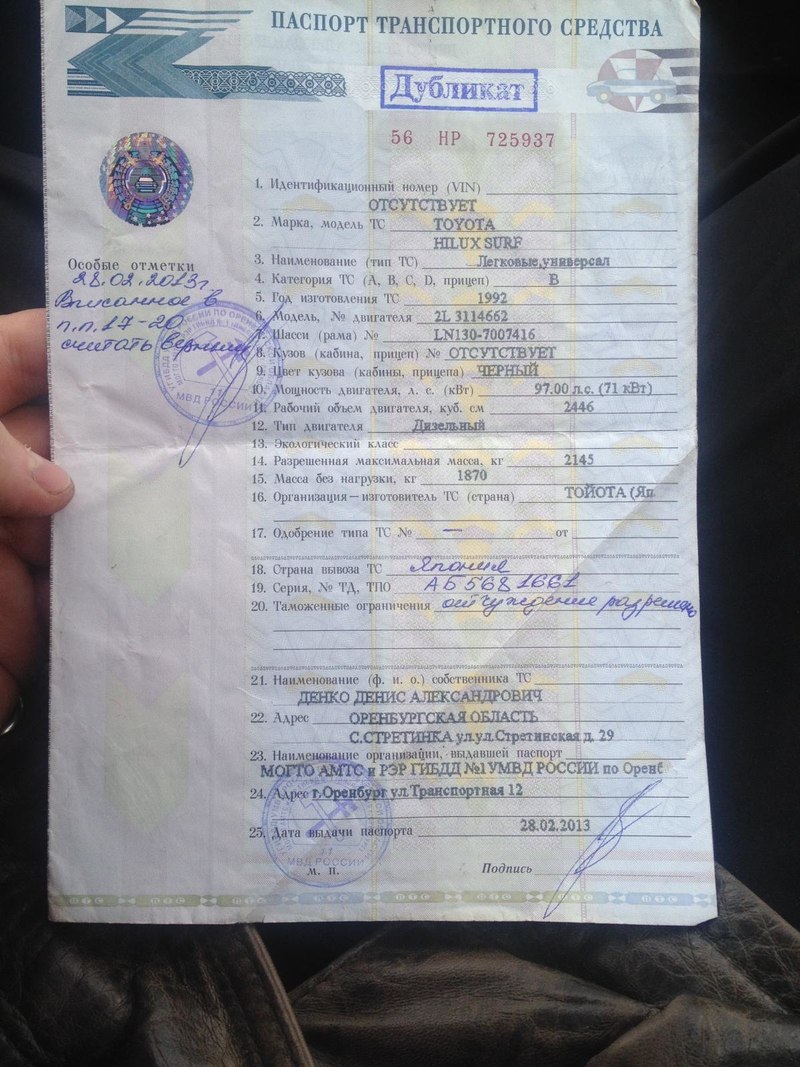 ПАСПОРТ ТРАНСПОРТНОГО СРЕДСТВА
Дубликат
56 НР 725937
1. Идентификационный номер (VIN)
ОТСУТСТВУЕТ
2. Марка, модель ТС TOYOTA
HILUX SURF
3. Наименование (тип ТС) Легковые,универсал
4. Категория ТС (А, В, С, D, прицеп) В
5. Год изготовления ТС 1992
6. Модель, № двигателя 2L 3114662
7. Шасси (рама) № LN130-7007416
8. Кузов (кабина, прицеп) № ОТСУТСТВУЕТ
9. Цвет кузова (кабины, прицепа) ЧЕРНЫЙ
10. Мощность двигателя, л. с. (кВт) 97.00 л.с. (71 кВт)
11. Рабочий объем двигателя, куб. см 2446
12. Тип двигателя Дизельный
13. Экологический класс
14. Разрешенная максимальная масса, кг 2145
15. Масса без нагрузки, кг 1870
16. Организация—изготовитель ТС (страна) ТОЙОТА (Яп
17. Одобрение типа ТС № — от
18. Страна вывоза ТС Япония
19. Серия, № ТД, ТПО АБ5681661
20. Таможенные ограничения отчуждение разрешено
21. Наименование (ф. и. о.) собственника ТС
ДЕНКО ДЕНИС АЛЕКСАНДРОВИЧ
22. Адрес ОРЕНБУРГСКАЯ ОБЛАСТЬ
С.СТРЕТИНКА ул.ул.Стретинская д. 29
23. Наименование организации, выдавшей паспорт
МОГТО АМТС и РЭР ГИБДД №1 УМВД РОССИИ по Орен
24. Адрес г.Оренбург ул.Транспортная 12
25. Дата выдачи паспорта 28.02.2013
м. п. Подпись
Особые отметки
28.02.2013г.
Вписанное в
п.п.17-20
считать верным
МВД РОССИИ
11
МВД РОССИИ
ПТС ПТС ПТС ПТС